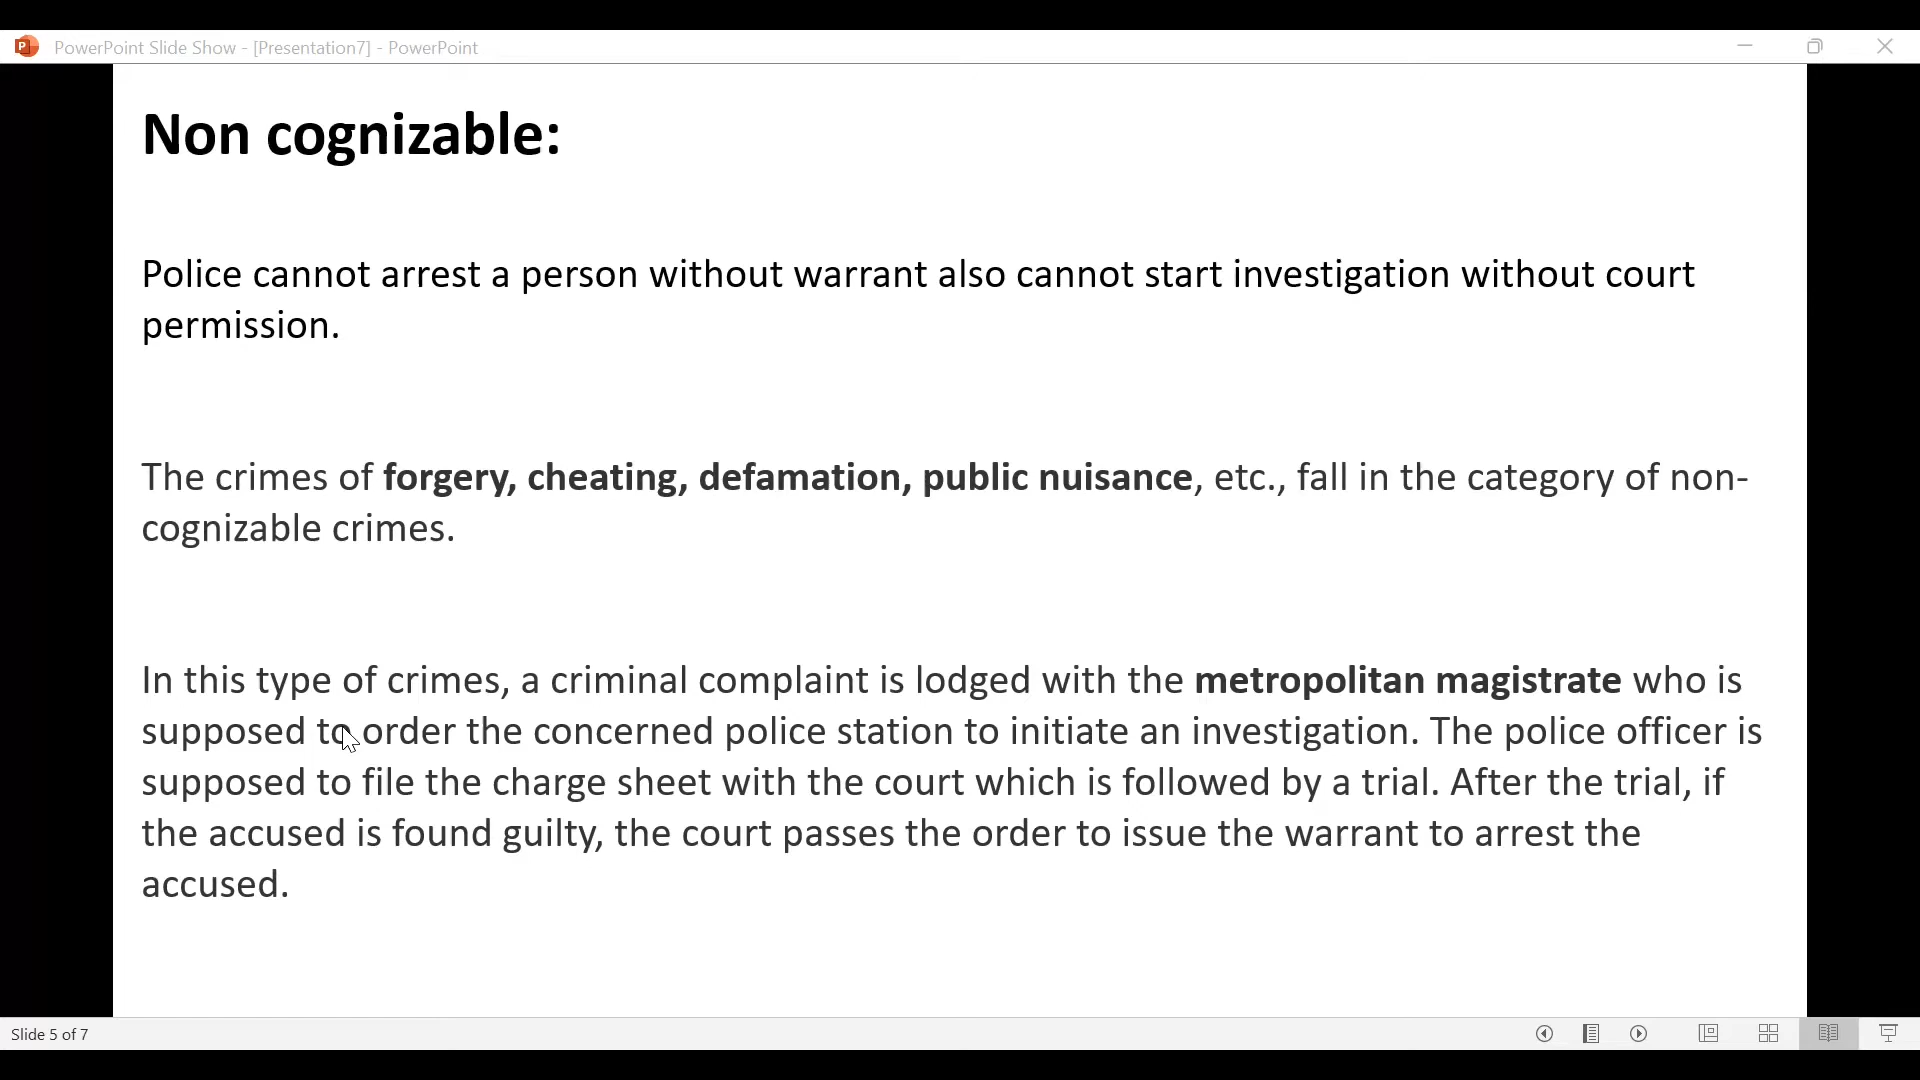 PowerPoint Slide Show - [Presentation7] - PowerPoint
Non cognizable:
Police cannot arrest a person without warrant also cannot start investigation without court
permission.
The crimes of forgery, cheating, defamation, public nuisance, etc., fall in the category of non-
cognizable crimes.
In this type of crimes, a criminal complaint is lodged with the metropolitan magistrate who is
supposed to order the concerned police station to initiate an investigation. The police officer is
supposed to file the charge sheet with the court which is followed by a trial. After the trial, if
the accused is found guilty, the court passes the order to issue the warrant to arrest the
accused.
Slide 5 of 7